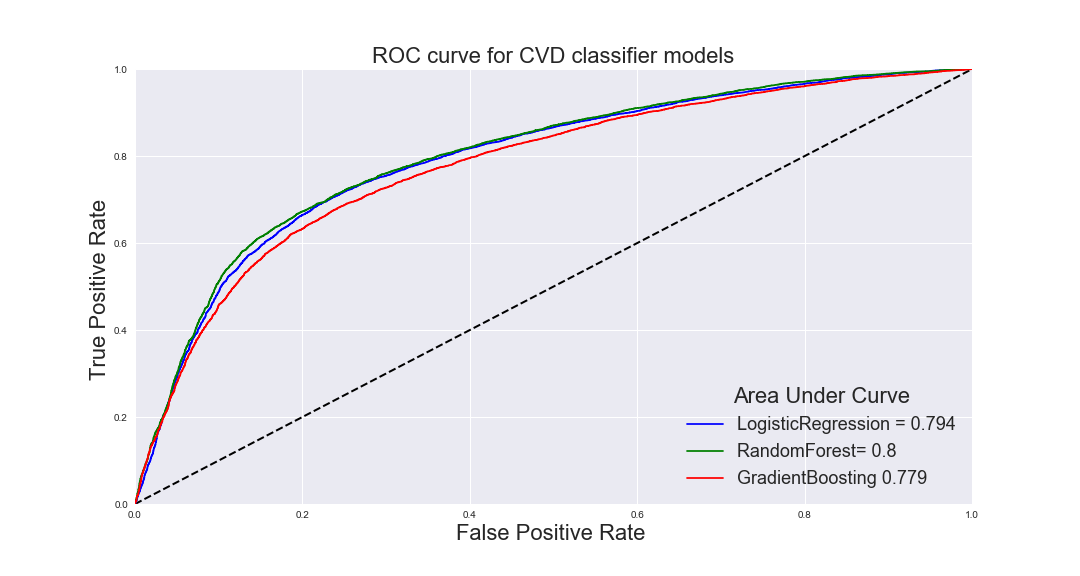 ROC curve for CVD classifier models
True Positive Rate
1.0
0.8
0.6
0.4
0.2
0.0
Area Under Curve
LogisticRegression = 0.794
RandomForest= 0.8
GradientBoosting 0.779
0.0 0.2 0.4 0.6 0.8 1.0
False Positive Rate